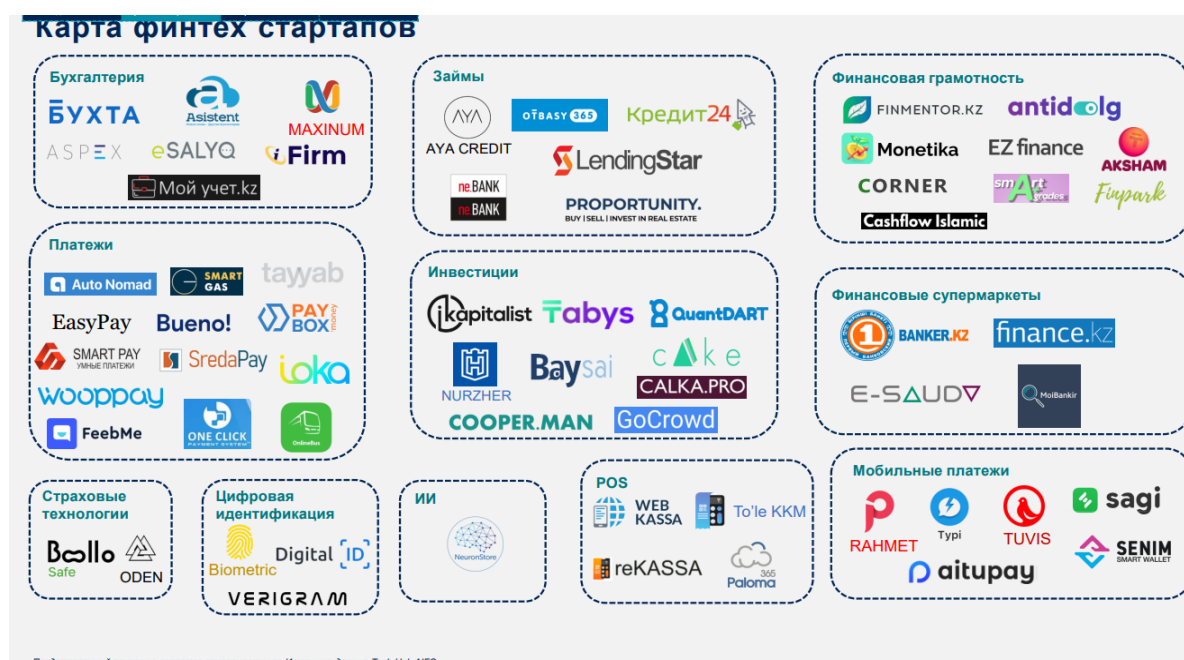 Карта финтех стартапов
Бухгалтерия
БУХТА
Asistent
MAXINUM
ASPEX
eSALYQ
iFirm
Мой учет.kz
Займы
AYA CREDIT
OTBASY 365
Кредит24
LendingStar
ne.BANK
ne.BANK
PROPORTUNITY.
BUY | SELL | INVEST IN REAL ESTATE
Финансовая грамотность
FINMENTOR.KZ
antidolg
Monetika
EZ finance
AKSHAM
CORNER
smArt
trades
Finpark
Cashflow Islamic
Платежи
Auto Nomad
SMART GAS
tayyab
EasyPay
Bueno!
PAY BOX money
SMART PAY
УМНЫЕ ПЛАТЕЖИ
SredaPay
ioka
wooppay
FeebMe
ONE CLICK
PAYMENT SYSTEM
OnlineBus
Инвестиции
iKapitalist
Tabys
QuantDART
NURZHER
Baysai
cake
CALKA.PRO
COOPER.MAN
GoCrowd
Финансовые супермаркеты
1
BANKER.KZ
finance.kz
E-SAUDA
MoiBankir
Страховые
технологии
Boollo
Safe
ODEN
Цифровая
идентификация
Biometric
Digital ID
VERIGRAM
ИИ
NeuronStore
POS
WEB
KASSA
To'le KKM
reKASSA
Paloma
365
Мобильные платежи
RAHMET
Typi
TUVIS
sagi
aitupay
SENIM
SMART WALLET